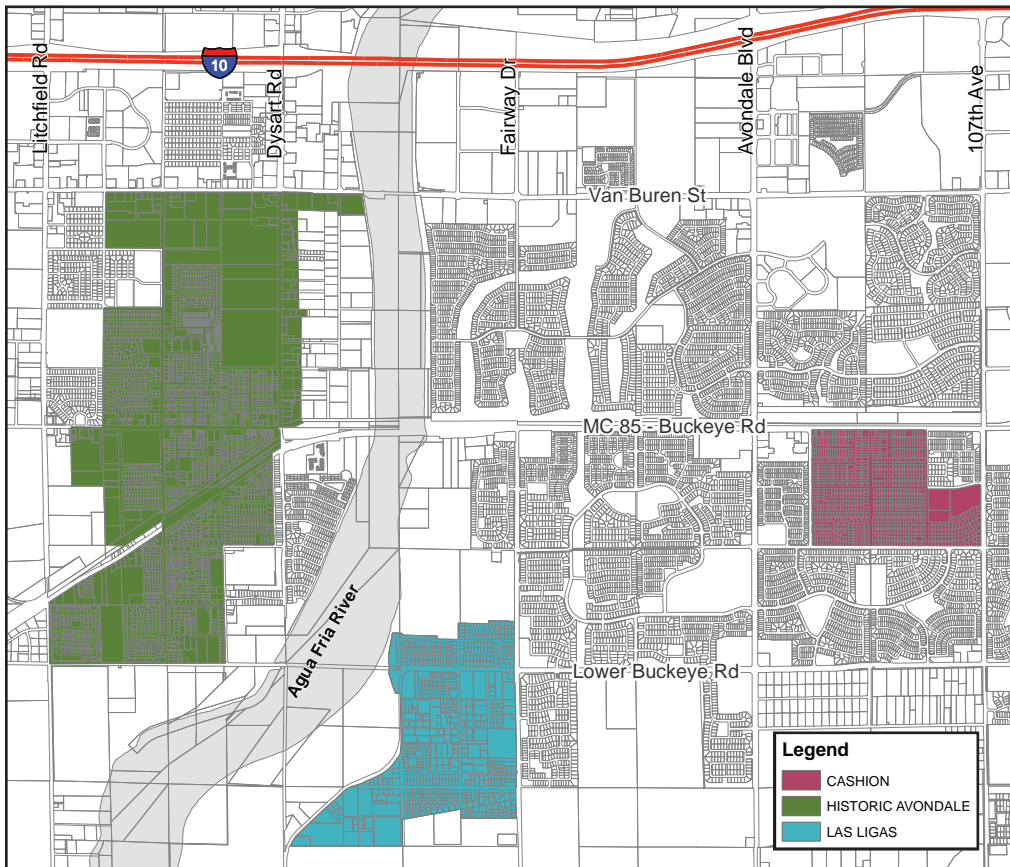 10
Litchfield Rd
Dysart Rd
Fairway Dr
Avondale Blvd
107th Ave
Van Buren St
MC 85 - Buckeye Rd
Agua Fria River
Lower Buckeye Rd
Legend
CASHION
HISTORIC AVONDALE
LAS LIGAS